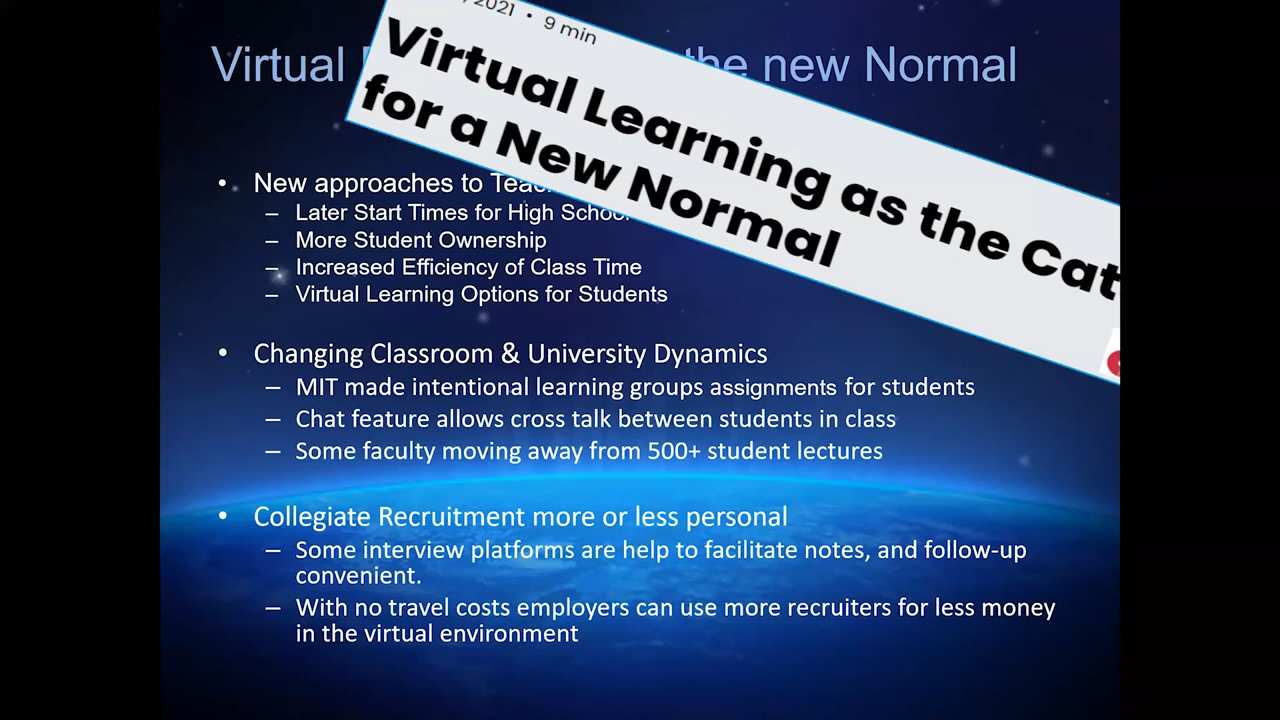 Virtual the new Normal
2021 • 9 min
Virtual Learning as the Cat
for a New Normal
• New approaches to Teac
– Later Start Times for High School
– More Student Ownership
– Increased Efficiency of Class Time
– Virtual Learning Options for Students
• Changing Classroom & University Dynamics
– MIT made intentional learning groups assignments for students
– Chat feature allows cross talk between students in class
– Some faculty moving away from 500+ student lectures
• Collegiate Recruitment more or less personal
– Some interview platforms are help to facilitate notes, and follow-up
convenient.
– With no travel costs employers can use more recruiters for less money
in the virtual environment